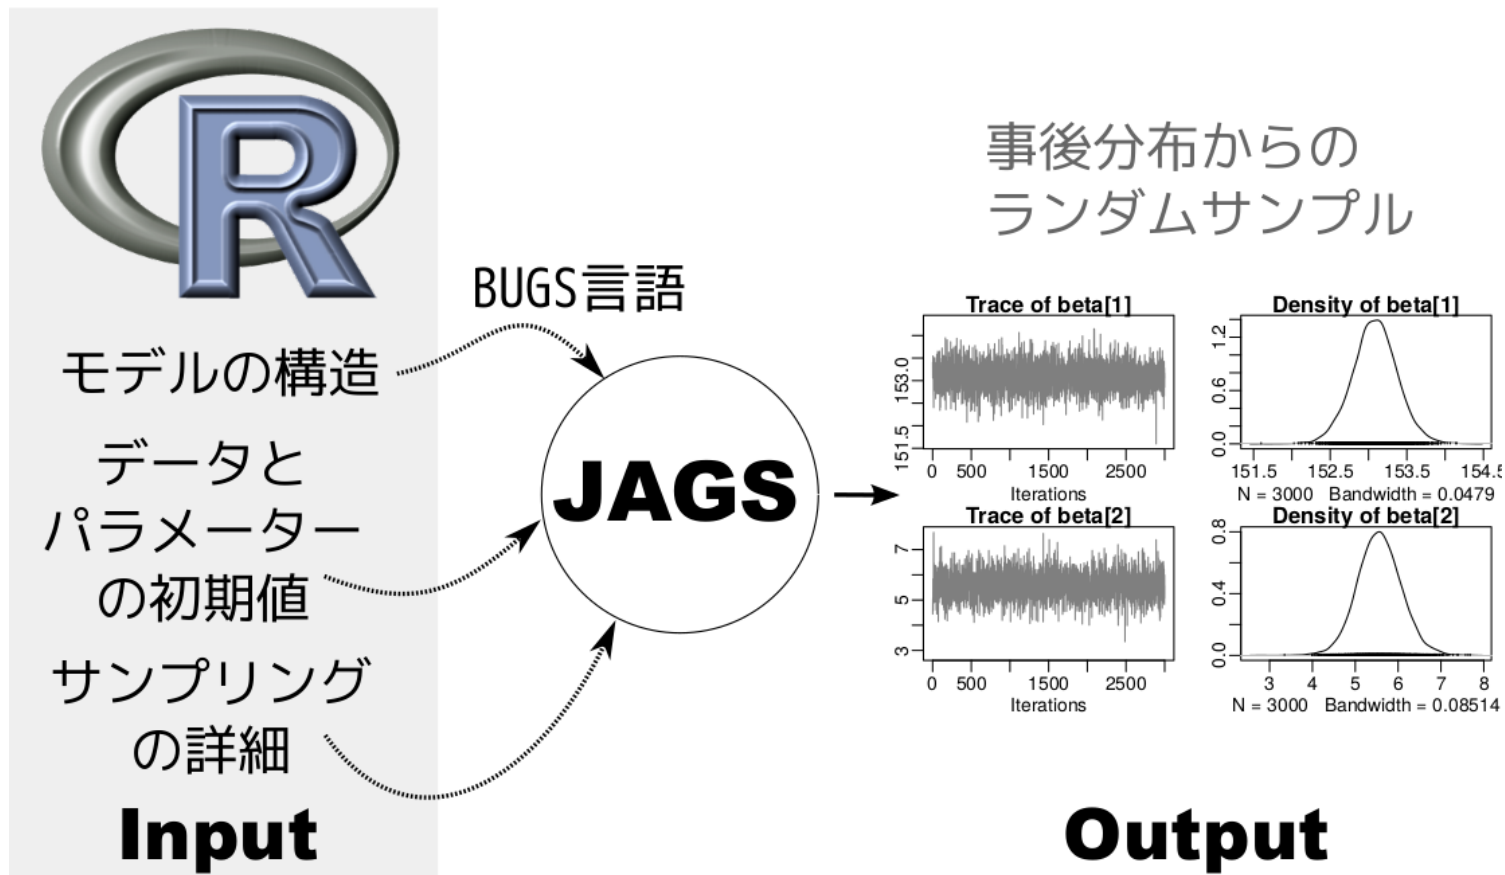 R
モデルの構造
データと
パラメーター
の初期値
サンプリング
の詳細
Input
BUGS言語
JAGS
事後分布からの
ランダムサンプル
Trace of beta[1]
151.5 153.0
0 500 1500 2500
Iterations
Density of beta[1]
0.0 0.6 1.2
151.5 152.5 153.5 154.5
N = 3000 Bandwidth = 0.0479
Trace of beta[2]
3 5 7
0 500 1500 2500
Iterations
Density of beta[2]
0.0 0.4 0.8
3 4 5 6 7 8
N = 3000 Bandwidth = 0.08514
Output